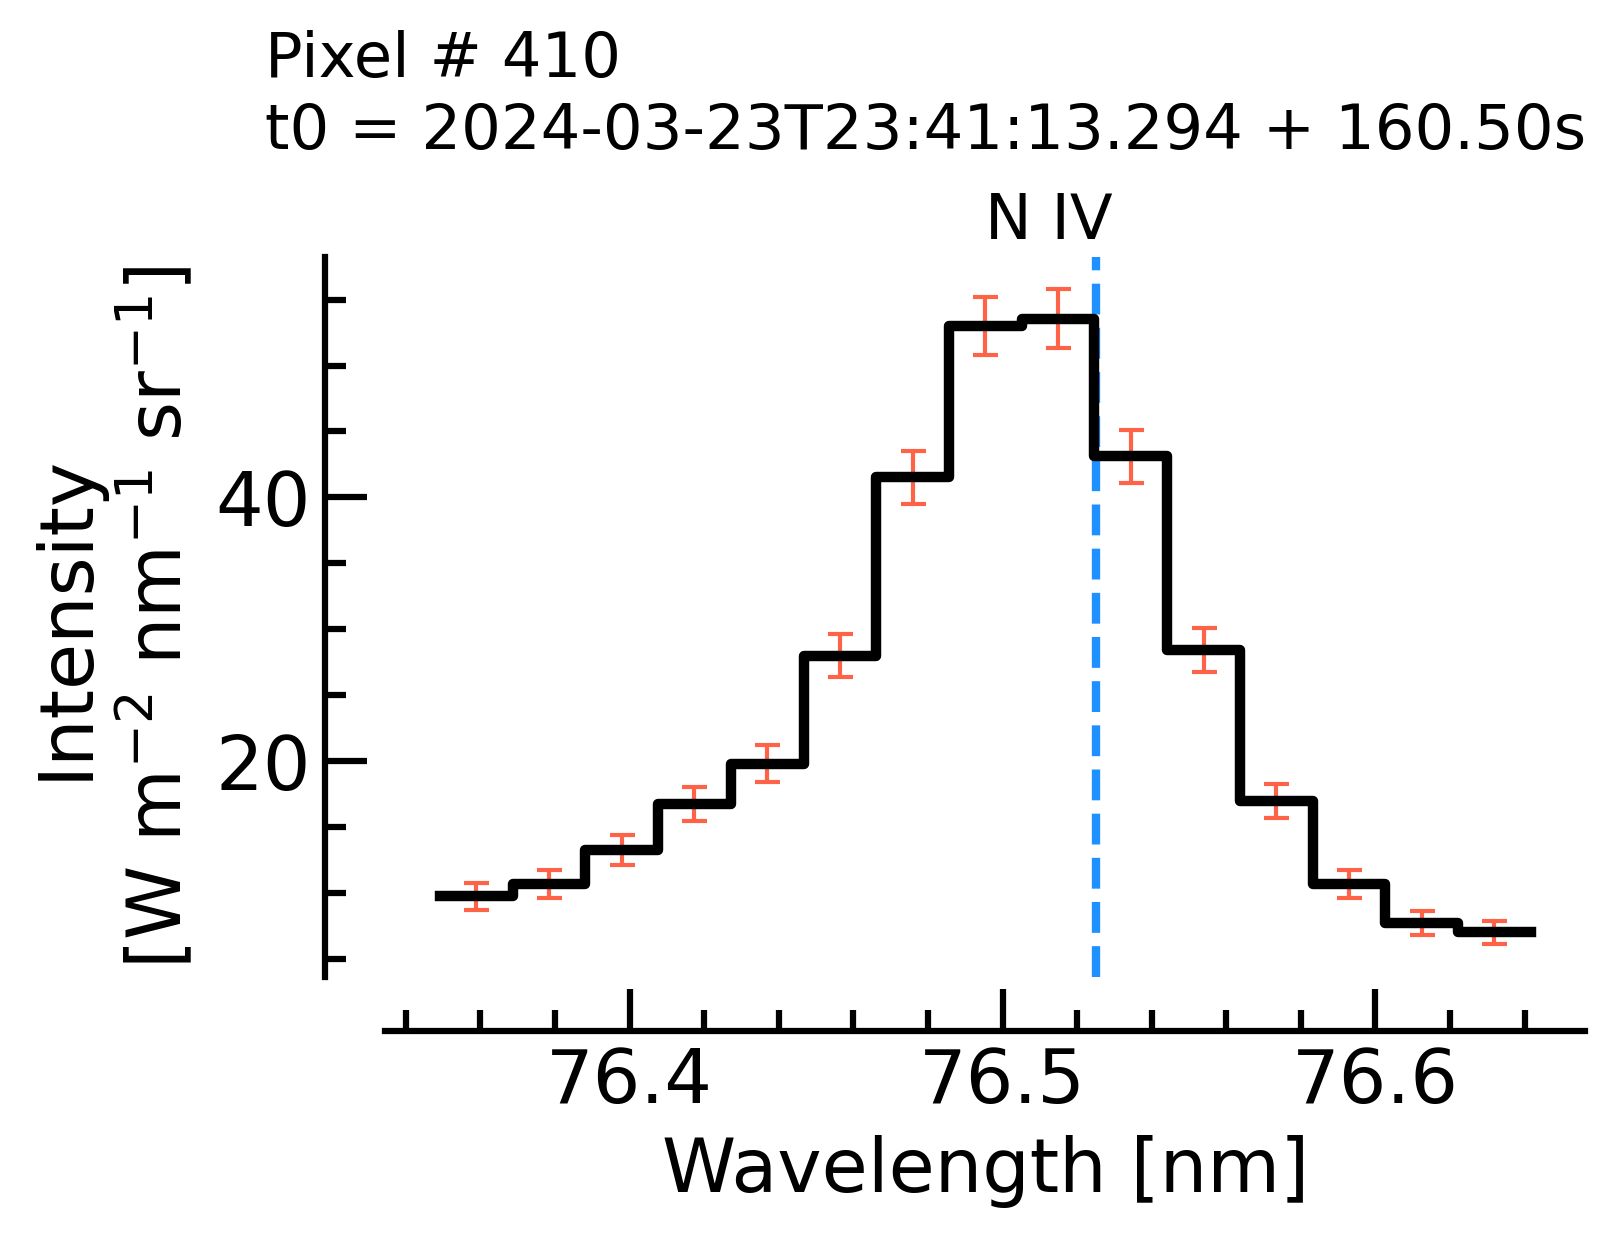 Pixel # 410
t0 = 2024-03-23T23:41:13.294 + 160.50s
N IV
Intensity
[W m⁻² nm⁻¹ sr⁻¹]
40
20
76.4 76.5 76.6
Wavelength [nm]